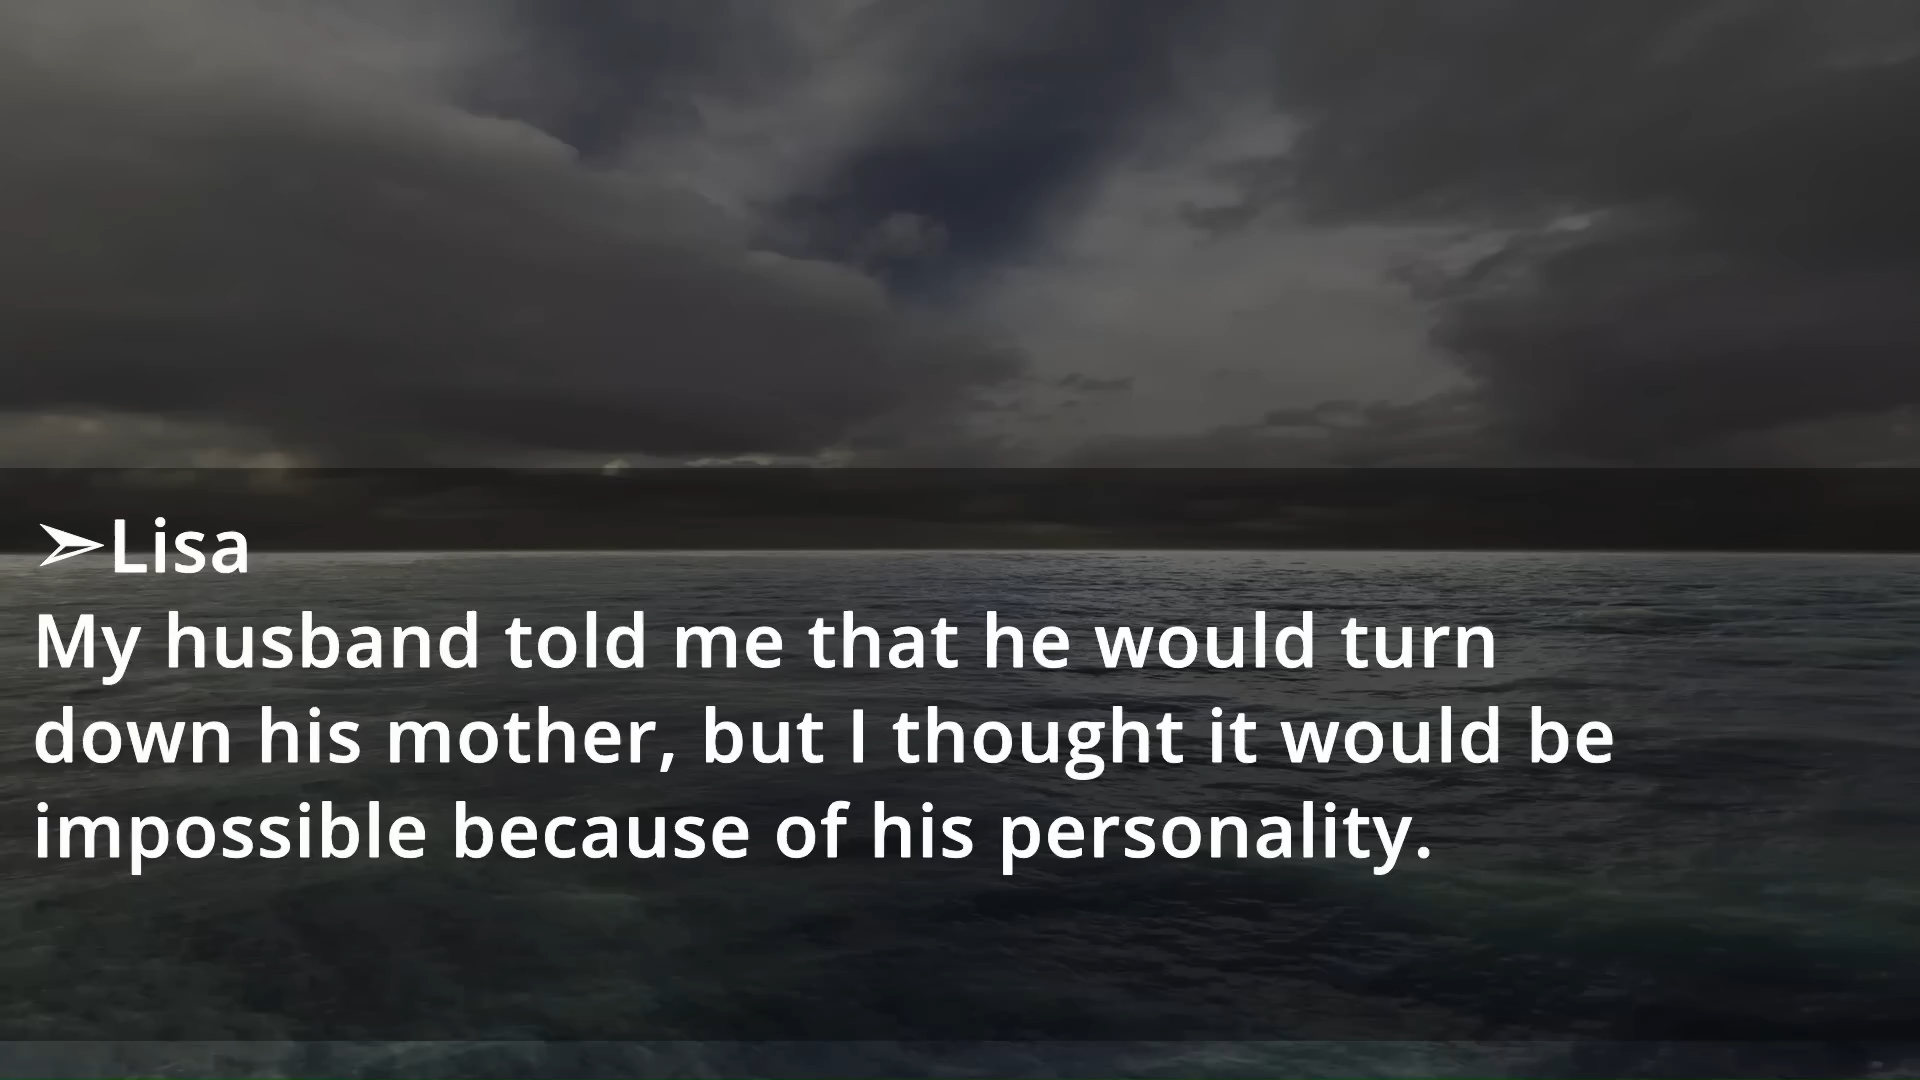 ➢Lisa
My husband told me that he would turn
down his mother, but I thought it would be
impossible because of his personality.